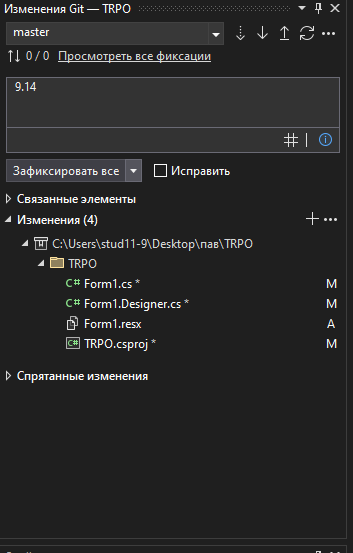 Изменения Git — TRPO
master
0 / 0 Просмотреть все фиксации
9.14
Зафиксировать все Исправить
Связанные элементы
Изменения (4)
C:\Users\stud11-9\Desktop\пав\TRPO
TRPO
C# Form1.cs * M
C# Form1.Designer.cs * M
Form1.resx A
C# TRPO.csproj * M
Спрятанные изменения